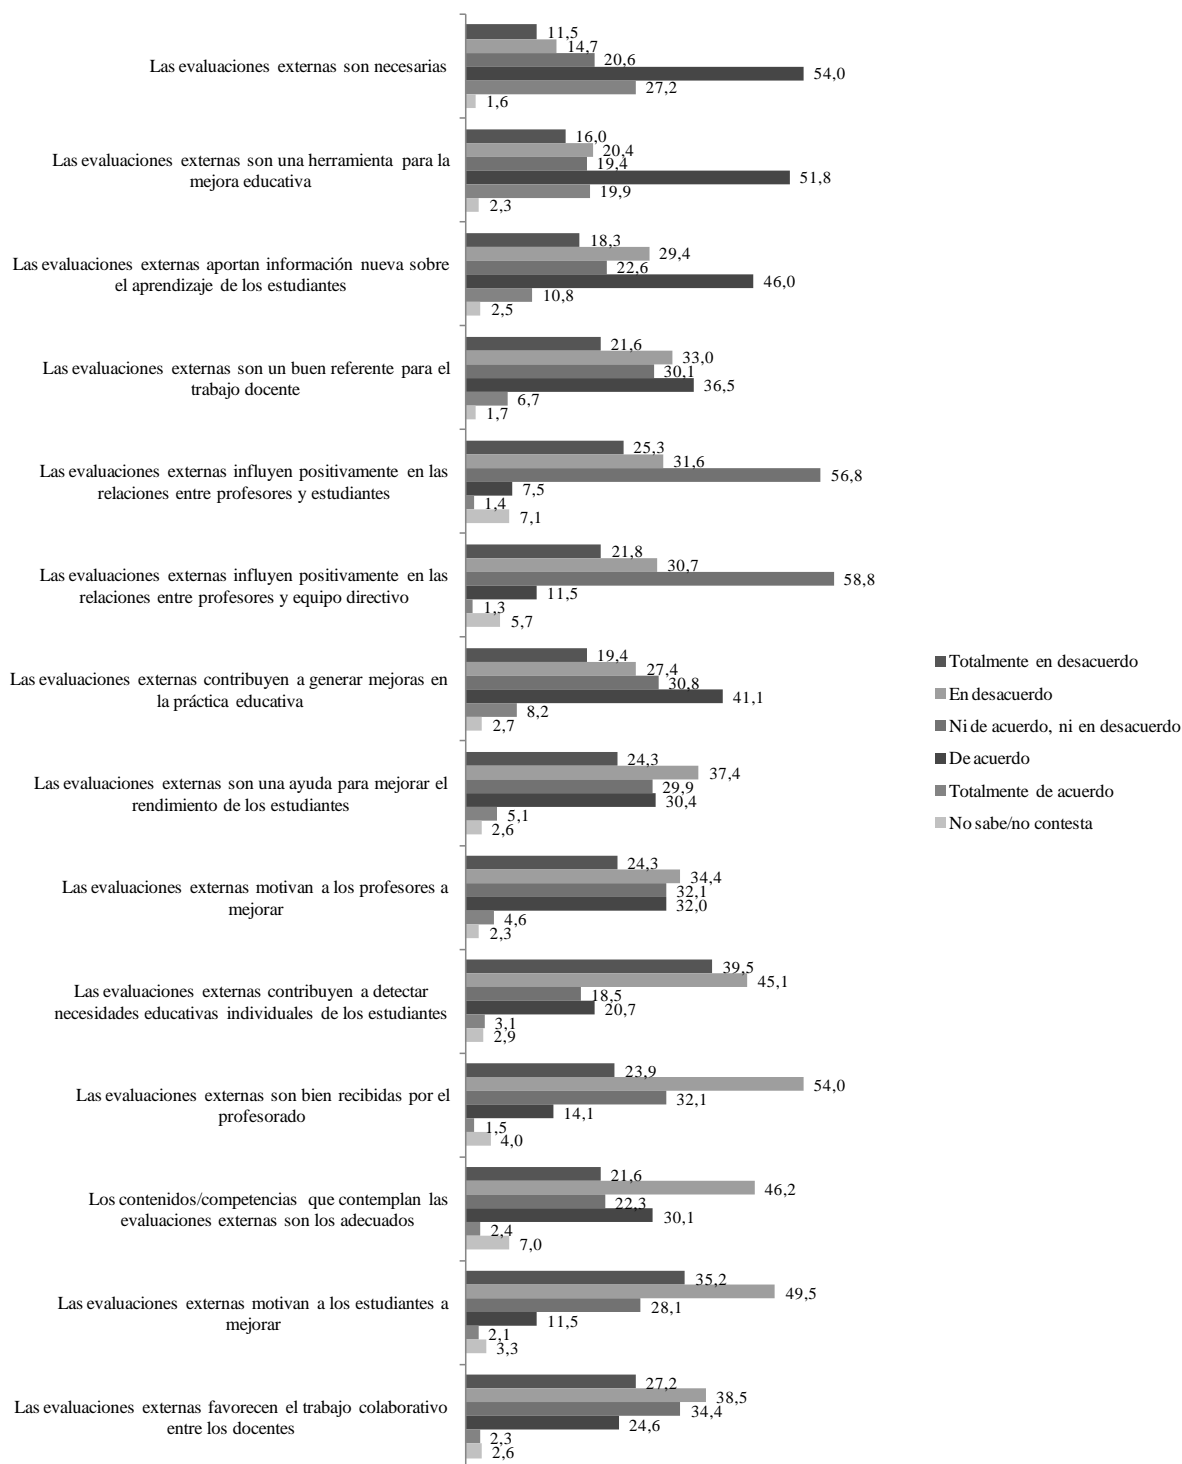 11,5
14,7
20,6
Las evaluaciones externas son necesarias
54,0
27,2
1,6
16,0
20,4
Las evaluaciones externas son una herramienta para la
mejora educativa
19,4
51,8
19,9
2,3
18,3
29,4
Las evaluaciones externas aportan información nueva sobre
el aprendizaje de los estudiantes
22,6
46,0
10,8
2,5
21,6
33,0
Las evaluaciones externas son un buen referente para el
trabajo docente
30,1
36,5
6,7
1,7
25,3
31,6
Las evaluaciones externas influyen positivamente en las
relaciones entre profesores y estudiantes
56,8
7,5
1,4
7,1
21,8
30,7
Las evaluaciones externas influyen positivamente en las
relaciones entre profesores y equipo directivo
58,8
11,5
1,3
5,7
19,4
27,4
Las evaluaciones externas contribuyen a generar mejoras en
la práctica educativa
30,8
41,1
8,2
2,7
24,3
37,4
Las evaluaciones externas son una ayuda para mejorar el
rendimiento de los estudiantes
29,9
30,4
5,1
2,6
24,3
34,4
Las evaluaciones externas motivan a los profesores a
mejorar
32,1
32,0
4,6
2,3
39,5
45,1
Las evaluaciones externas contribuyen a detectar
necesidades educativas individuales de los estudiantes
18,5
20,7
3,1
2,9
23,9
54,0
Las evaluaciones externas son bien recibidas por el
profesorado
32,1
14,1
1,5
4,0
21,6
46,2
Los contenidos/competencias que contemplan las
evaluaciones externas son los adecuados
22,3
30,1
2,4
7,0
35,2
49,5
Las evaluaciones externas motivan a los estudiantes a
mejorar
28,1
11,5
2,1
3,3
27,2
38,5
Las evaluaciones externas favorecen el trabajo colaborativo
entre los docentes
34,4
24,6
2,3
2,6
Totalmente en desacuerdo
En desacuerdo
Ni de acuerdo, ni en desacuerdo
De acuerdo
Totalmente de acuerdo
No sabe/no contesta